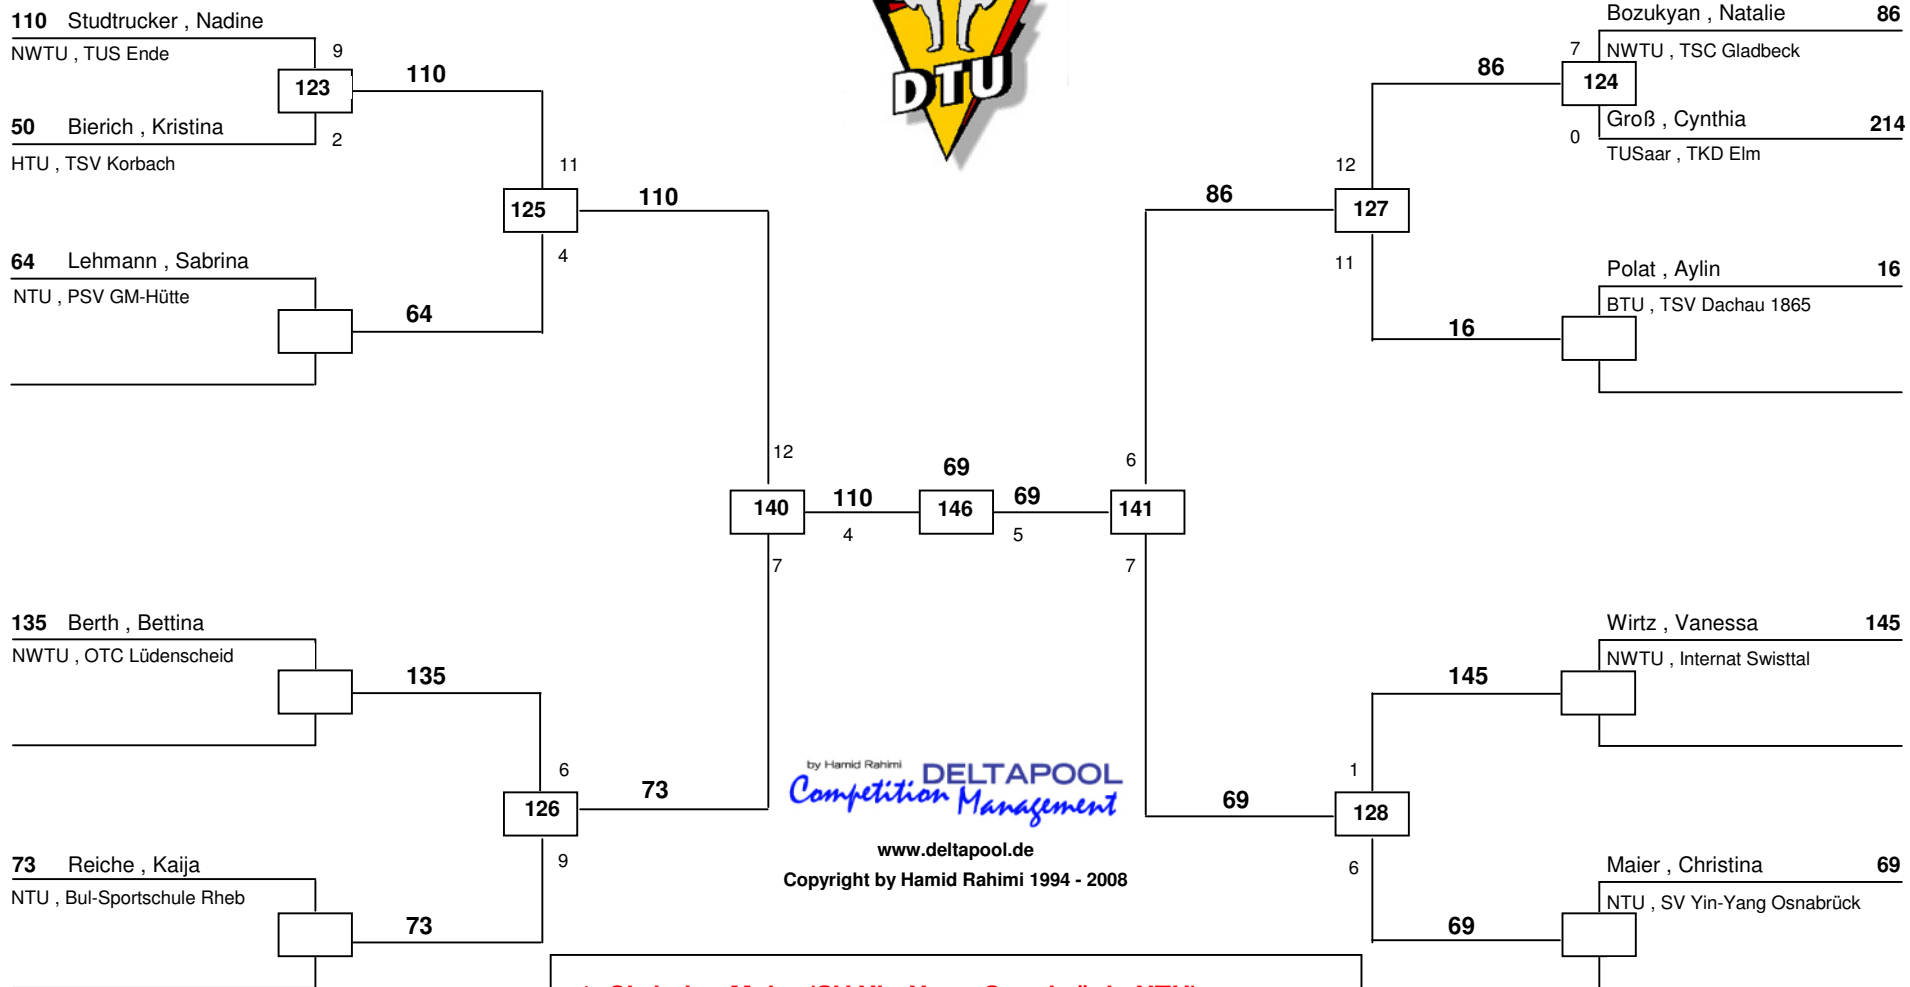 110 Studtrucker , Nadine
NWTU , TUS Ende
9
123
110
50 Bierich , Kristina
2
HTU , TSV Korbach
11
125
110
4
64 Lehmann , Sabrina
NTU , PSV GM-Hütte
64
12
140
110
4
7
135 Berth , Bettina
NWTU , OTC Lüdenscheid
135
6
126
73
9
73 Reiche , Kaija
NTU , Bul-Sportschule Rheb
73
DTU
69
146
69
5
141
6
7
Bozukyan , Natalie 86
7
NWTU , TSC Gladbeck
86
124
Groß , Cynthia 214
0
TUSaar , TKD Elm
12
86
127
11
Polat , Aylin 16
BTU , TSV Dachau 1865
16
Wirtz , Vanessa 145
NWTU , Internat Swisttal
145
1
69
128
6
Maier , Christina 69
NTU , SV Yin-Yang Osnabrück
69
by Hamid Rahimi DELTAPOOL
Competition Management
www.deltapool.de
Copyright by Hamid Rahimi 1994 - 2008